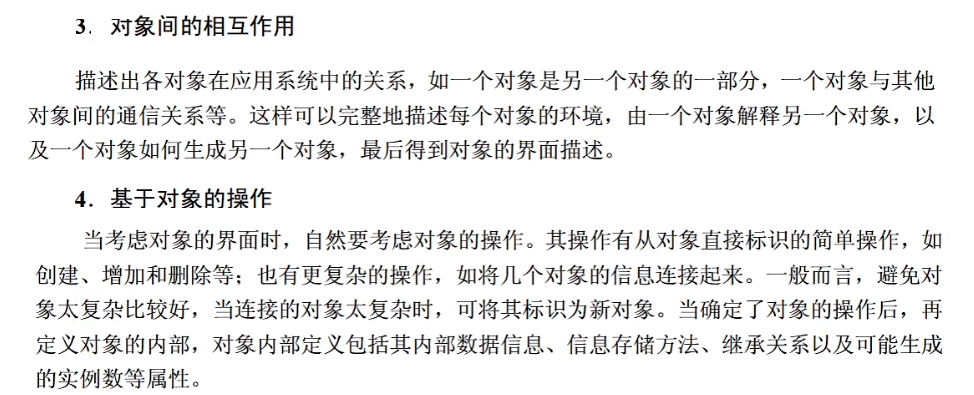 3. 对象间的相互作用
描述出各对象在应用系统中的关系，如一个对象是另一个对象的一部分，一个对象与其他
对象间的通信关系等。这样可以完整地描述每个对象的环境，由一个对象解释另一个对象，以
及一个对象如何生成另一个对象，最后得到对象的界面描述。
4. 基于对象的操作
当考虑对象的界面时，自然要考虑对象的操作。其操作有从对象直接标识的简单操作，如
创建、增加和删除等；也有更复杂的操作，如将几个对象的信息连接起来。一般而言，避免对
象太复杂比较好，当连接的对象太复杂时，可将其标识为新对象。当确定了对象的操作后，再
定义对象的内部，对象内部定义包括其内部数据信息、信息存储方法、继承关系以及可能生成
的实例数等属性。